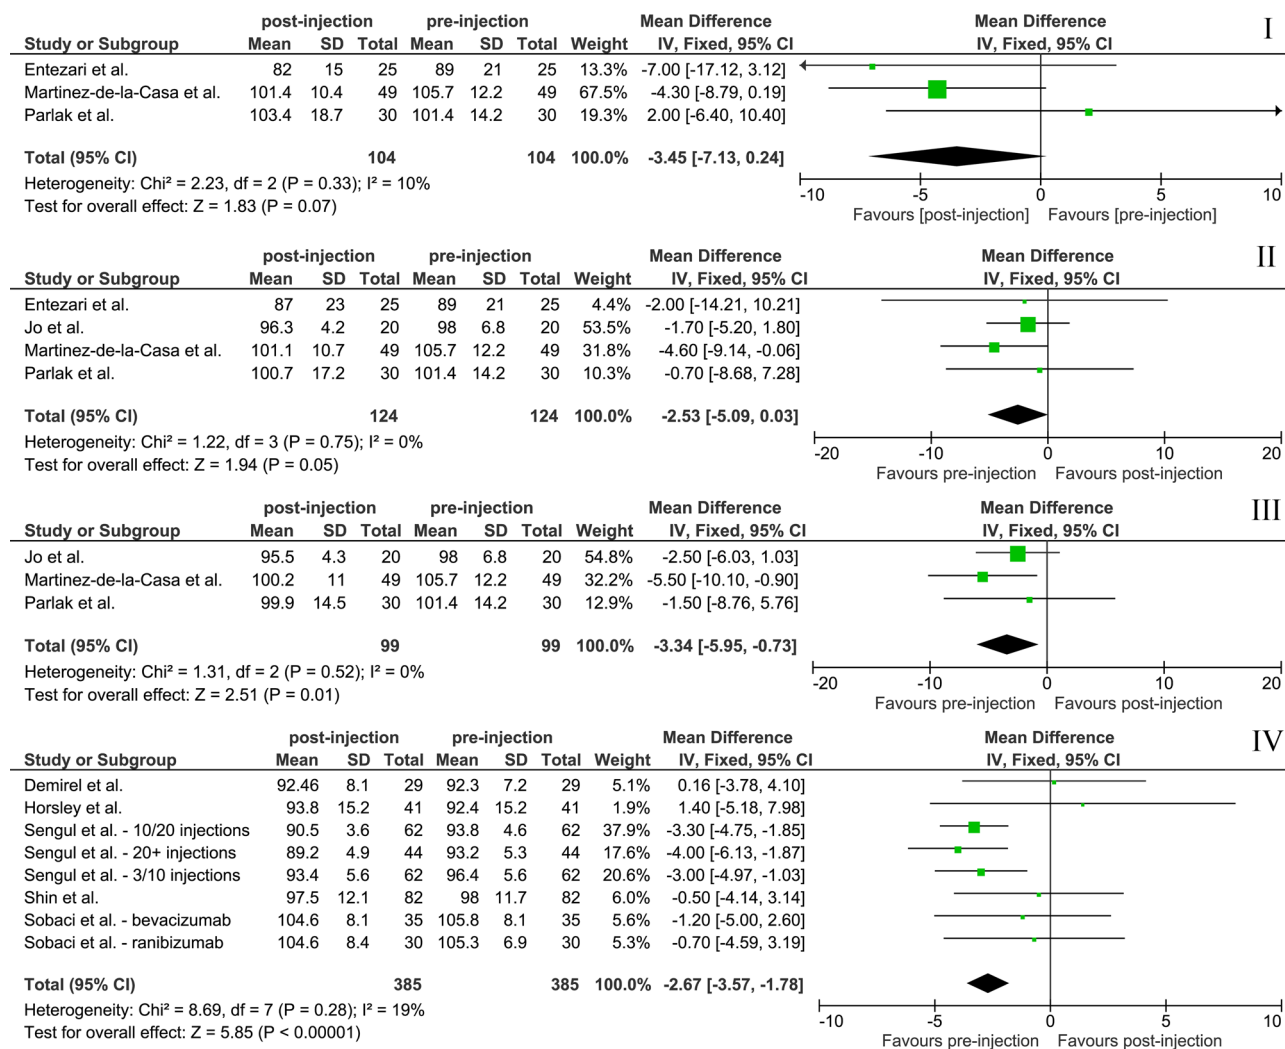 post-injection pre-injection Mean Difference Mean Difference I
Study or Subgroup Mean SD Total Mean SD Total Weight IV, Fixed, 95% CI IV, Fixed, 95% CI
Entezari et al. 82 15 25 89 21 25 13.3% -7.00 [-17.12, 3.12]
Martinez-de-la-Casa et al. 101.4 10.4 49 105.7 12.2 49 67.5% -4.30 [-8.79, 0.19]
Parlak et al. 103.4 18.7 30 101.4 14.2 30 19.3% 2.00 [-6.40, 10.40]
Total (95% CI) 104 104 100.0% -3.45 [-7.13, 0.24]
Heterogeneity: Chi² = 2.23, df = 2 (P = 0.33); I² = 10%
Test for overall effect: Z = 1.83 (P = 0.07)
-10 -5 0 5 10
Favours [post-injection] Favours [pre-injection]
post-injection pre-injection Mean Difference Mean Difference II
Study or Subgroup Mean SD Total Mean SD Total Weight IV, Fixed, 95% CI IV, Fixed, 95% CI
Entezari et al. 87 23 25 89 21 25 4.4% -2.00 [-14.21, 10.21]
Jo et al. 96.3 4.2 20 98 6.8 20 53.5% -1.70 [-5.20, 1.80]
Martinez-de-la-Casa et al. 101.1 10.7 49 105.7 12.2 49 31.8% -4.60 [-9.14, -0.06]
Parlak et al. 100.7 17.2 30 101.4 14.2 30 10.3% -0.70 [-8.68, 7.28]
Total (95% CI) 124 124 100.0% -2.53 [-5.09, 0.03]
Heterogeneity: Chi² = 1.22, df = 3 (P = 0.75); I² = 0%
Test for overall effect: Z = 1.94 (P = 0.05)
-20 -10 0 10 20
Favours pre-injection Favours post-injection
post-injection pre-injection Mean Difference Mean Difference III
Study or Subgroup Mean SD Total Mean SD Total Weight IV, Fixed, 95% CI IV, Fixed, 95% CI
Jo et al. 95.5 4.3 20 98 6.8 20 54.8% -2.50 [-6.03, 1.03]
Martinez-de-la-Casa et al. 100.2 11 49 105.7 12.2 49 32.2% -5.50 [-10.10, -0.90]
Parlak et al. 99.9 14.5 30 101.4 14.2 30 12.9% -1.50 [-8.76, 5.76]
Total (95% CI) 99 99 100.0% -3.34 [-5.95, -0.73]
Heterogeneity: Chi² = 1.31, df = 2 (P = 0.52); I² = 0%
Test for overall effect: Z = 2.51 (P = 0.01)
-20 -10 0 10 20
Favours pre-injection Favours post-injection
post-injection pre-injection Mean Difference Mean Difference IV
Study or Subgroup Mean SD Total Mean SD Total Weight IV, Fixed, 95% CI IV, Fixed, 95% CI
Demirel et al. 92.46 8.1 29 92.3 7.2 29 5.1% 0.16 [-3.78, 4.10]
Horsley et al. 93.8 15.2 41 92.4 15.2 41 1.9% 1.40 [-5.18, 7.98]
Sengul et al. - 10/20 injections 90.5 3.6 62 93.8 4.6 62 37.9% -3.30 [-4.75, -1.85]
Sengul et al. - 20+ injections 89.2 4.9 44 93.2 5.3 44 17.6% -4.00 [-6.13, -1.87]
Sengul et al. - 3/10 injections 93.4 5.6 62 96.4 5.6 62 20.6% -3.00 [-4.97, -1.03]
Shin et al. 97.5 12.1 82 98 11.7 82 6.0% -0.50 [-4.14, 3.14]
Sobaci et al. - bevacizumab 104.6 8.1 35 105.8 8.1 35 5.6% -1.20 [-5.00, 2.60]
Sobaci et al. - ranibizumab 104.6 8.4 30 105.3 6.9 30 5.3% -0.70 [-4.59, 3.19]
Total (95% CI) 385 385 100.0% -2.67 [-3.57, -1.78]
Heterogeneity: Chi² = 8.69, df = 7 (P = 0.28); I² = 19%
Test for overall effect: Z = 5.85 (P < 0.00001)
-10 -5 0 5 10
Favours pre-injection Favours post-injection